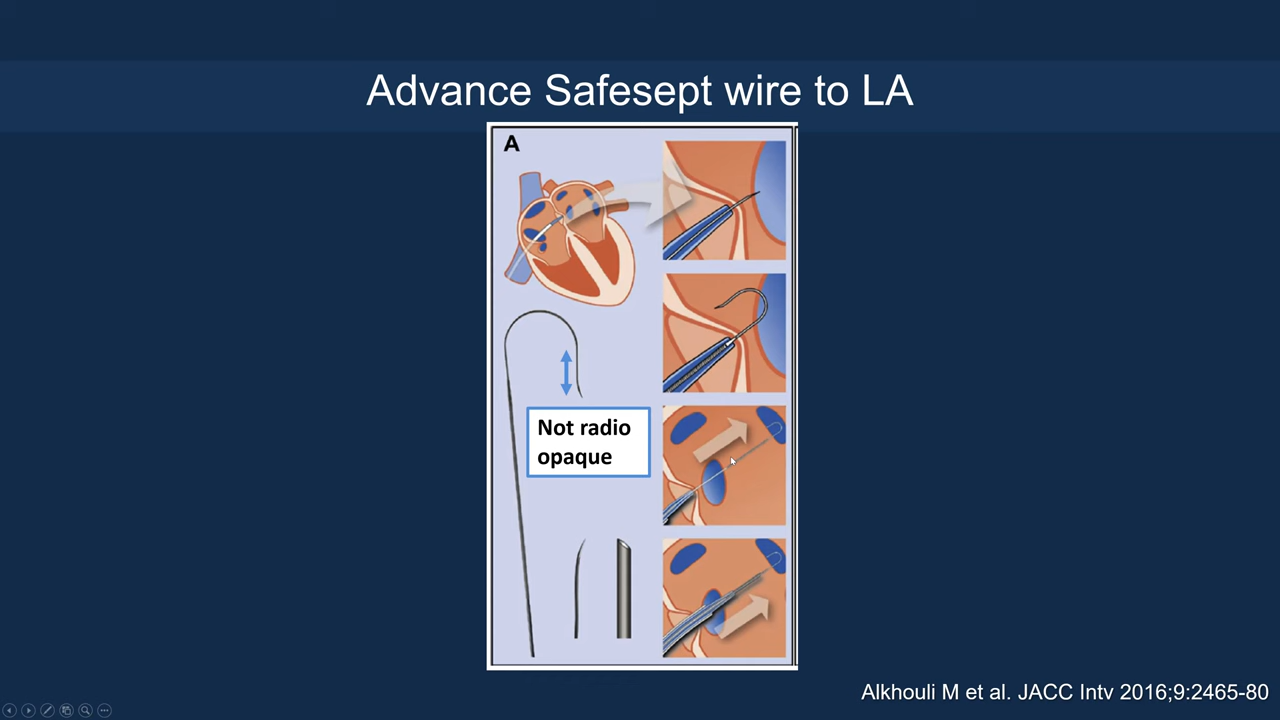 Advance Safesept wire to LA
A
Not radio
opaque
Alkhouli M et al. JACC Intv 2016;9:2465-80